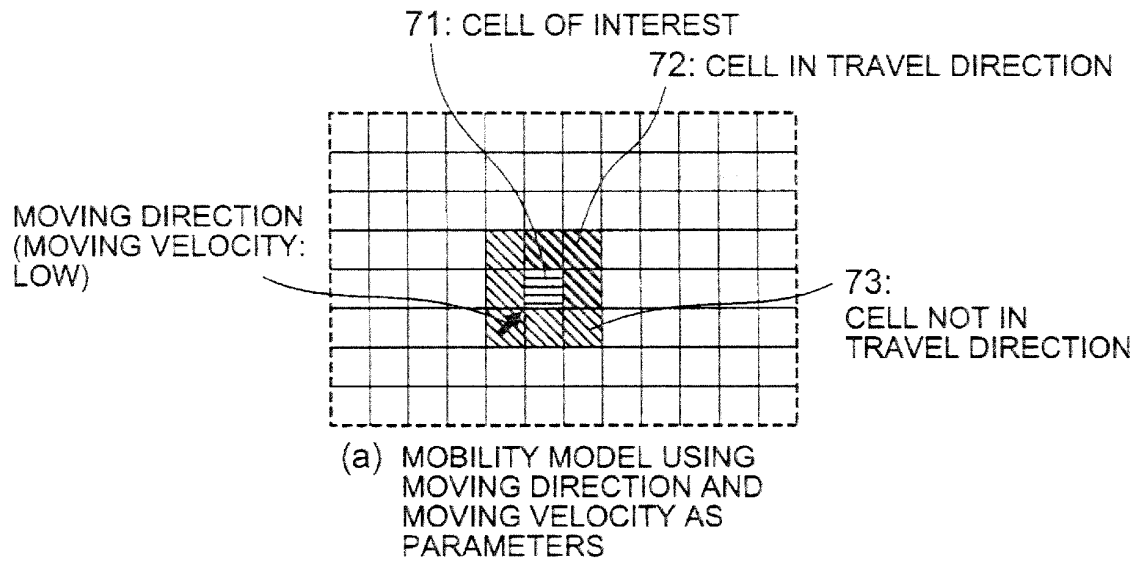 71: CELL OF INTEREST
72: CELL IN TRAVEL DIRECTION
MOVING DIRECTION
(MOVING VELOCITY:
LOW)
73:
CELL NOT IN
TRAVEL DIRECTION
(a) MOBILITY MODEL USING
MOVING DIRECTION AND
MOVING VELOCITY AS
PARAMETERS